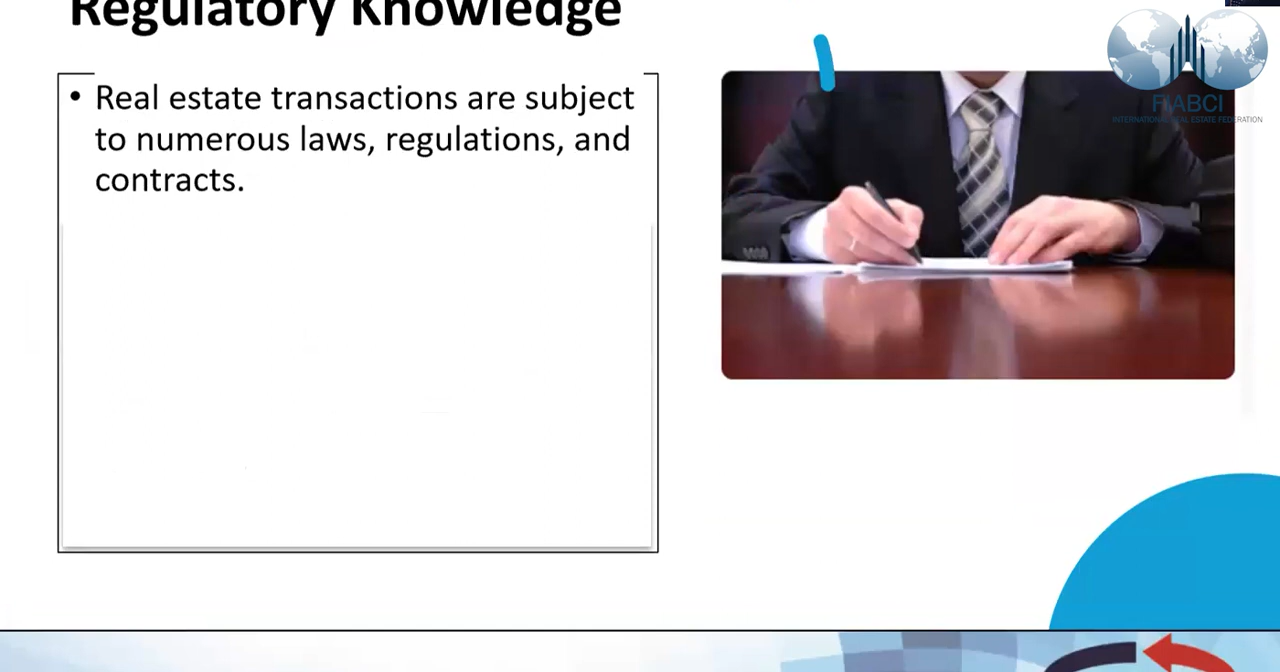 Regulatory Knowledge
• Real estate transactions are subject
to numerous laws, regulations, and
contracts.
FIABCI
INTERNATIONAL REAL ESTATE FEDERATION